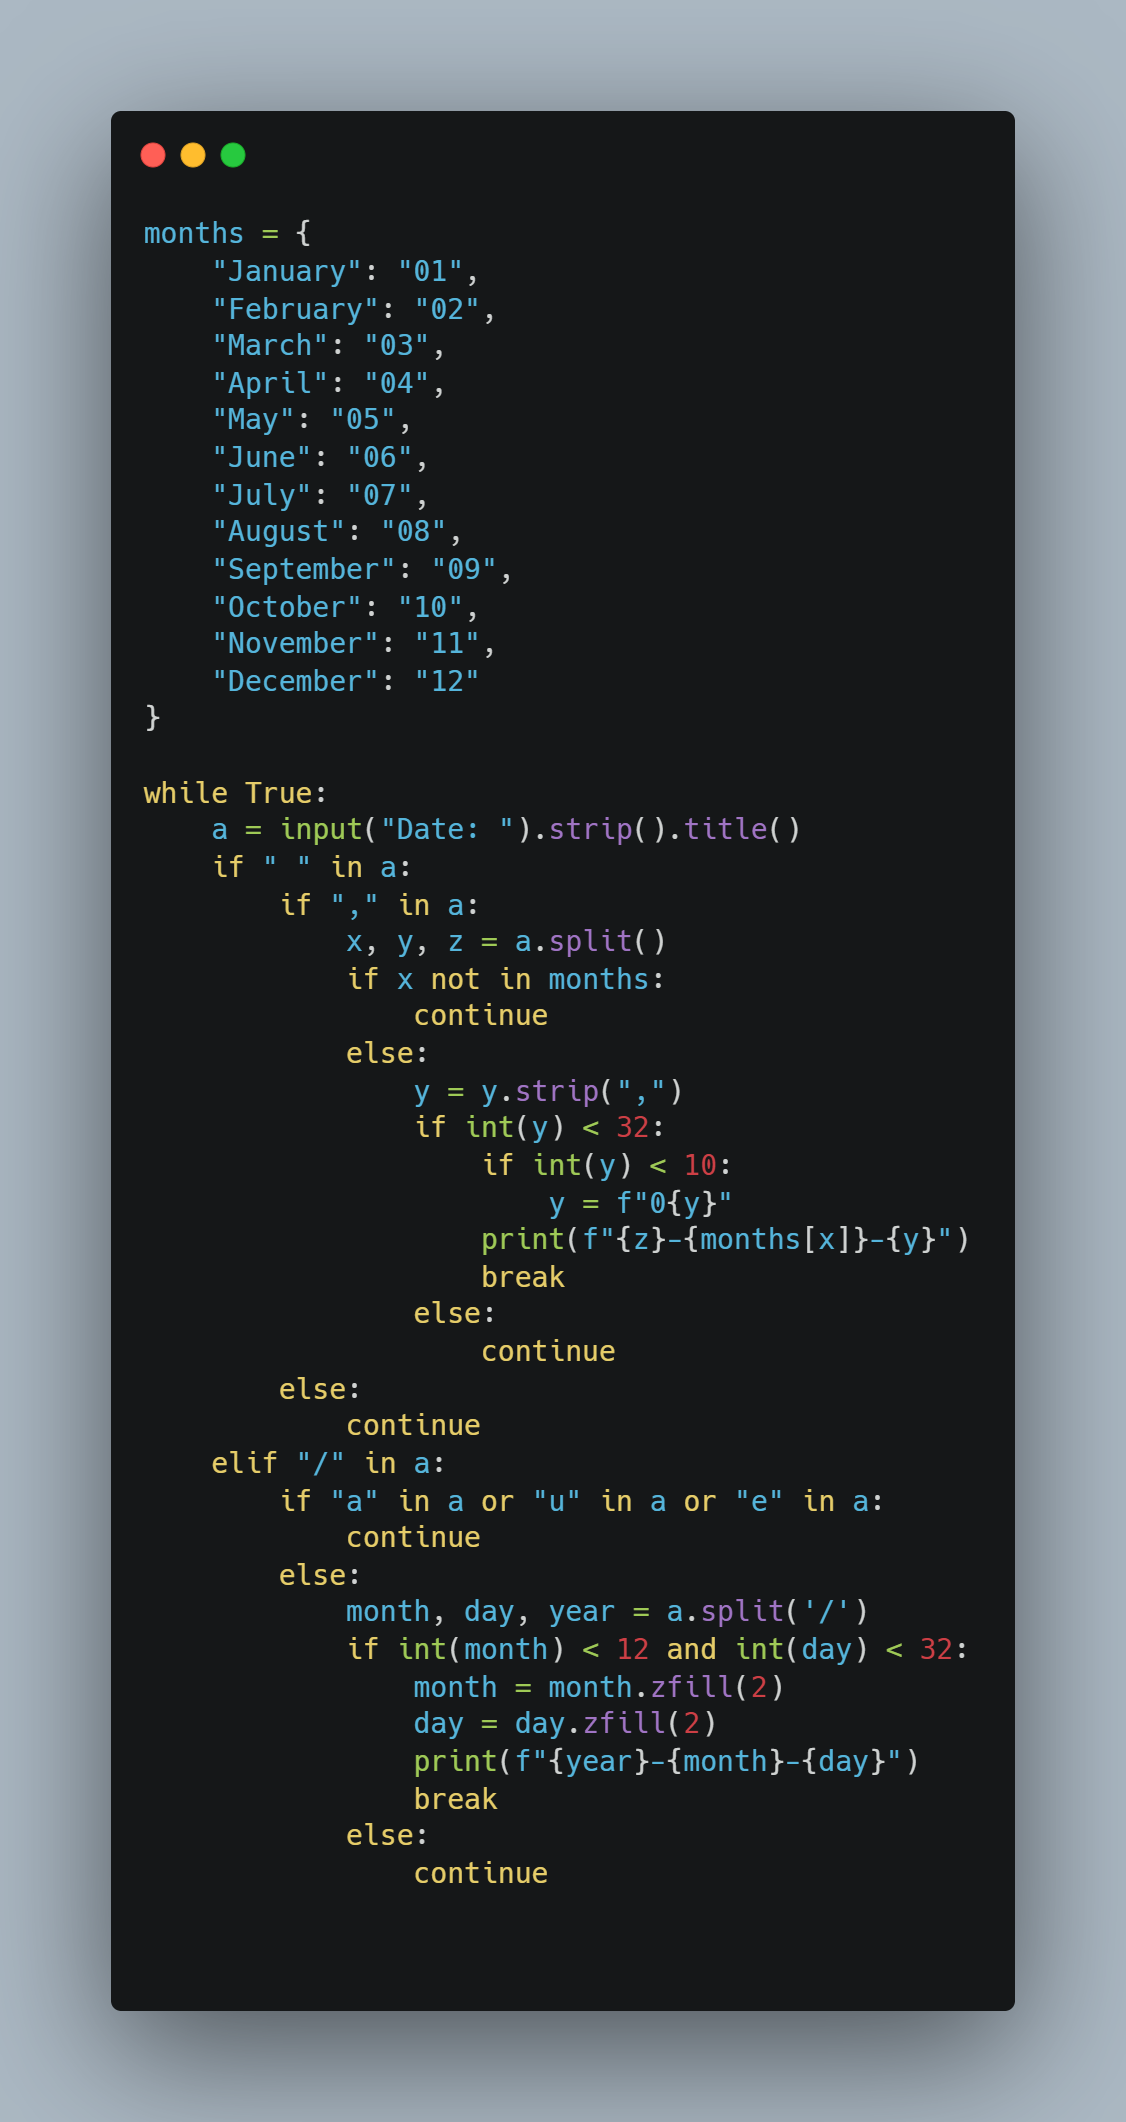 months = {
    "January": "01",
    "February": "02",
    "March": "03",
    "April": "04",
    "May": "05",
    "June": "06",
    "July": "07",
    "August": "08",
    "September": "09",
    "October": "10",
    "November": "11",
    "December": "12"
}

while True:
    a = input("Date: ").strip().title()
    if " " in a:
        if "," in a:
            x, y, z = a.split()
            if x not in months:
                continue
            else:
                y = y.strip(",")
                if int(y) < 32:
                    if int(y) < 10:
                        y = f"0{y}"
                    print(f"{z}-{months[x]}-{y}")
                    break
                else:
                    continue
        else:
            continue
    elif "/" in a:
        if "a" in a or "u" in a or "e" in a:
            continue
        else:
            month, day, year = a.split('/')
            if int(month) < 12 and int(day) < 32:
                month = month.zfill(2)
                day = day.zfill(2)
                print(f"{year}-{month}-{day}")
                break
            else:
                continue